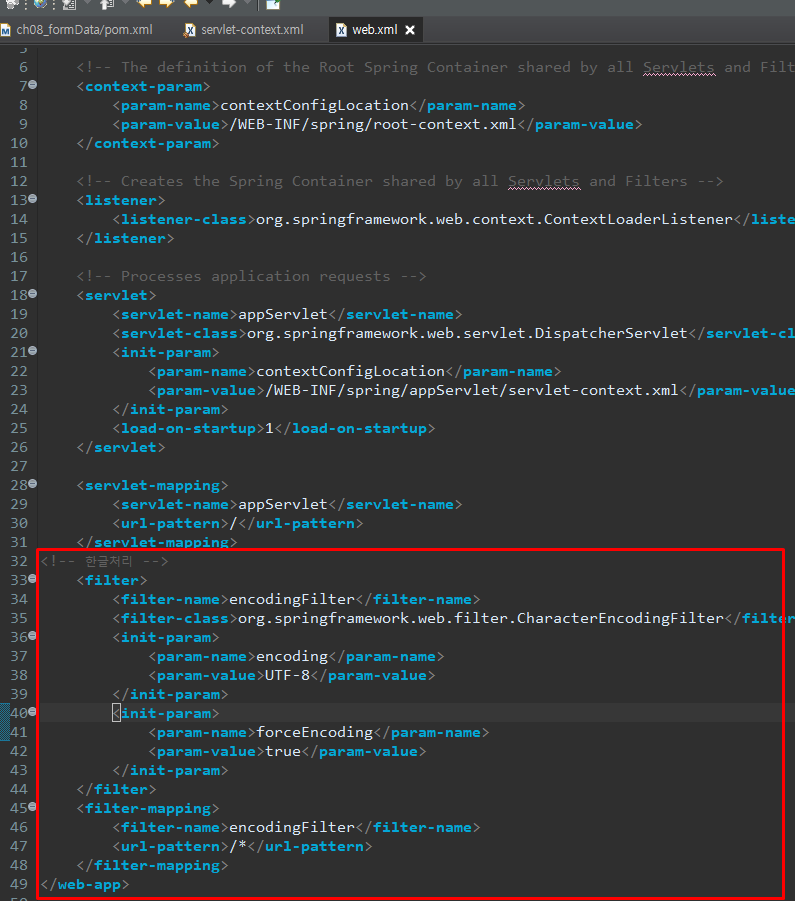 ch08_formData/pom.xml servlet-context.xml web.xml
5
6 <!-- The definition of the Root Spring Container shared by all Servlets and Filt
7 <context-param>
8 <param-name>contextConfigLocation</param-name>
9 <param-value>/WEB-INF/spring/root-context.xml</param-value>
10 </context-param>
11
12 <!-- Creates the Spring Container shared by all Servlets and Filters -->
13 <listener>
14 <listener-class>org.springframework.web.context.ContextLoaderListener</liste
15 </listener>
16
17 <!-- Processes application requests -->
18 <servlet>
19 <servlet-name>appServlet</servlet-name>
20 <servlet-class>org.springframework.web.servlet.DispatcherServlet</servlet-cl
21 <init-param>
22 <param-name>contextConfigLocation</param-name>
23 <param-value>/WEB-INF/spring/appServlet/servlet-context.xml</param-value
24 </init-param>
25 <load-on-startup>1</load-on-startup>
26 </servlet>
27
28 <servlet-mapping>
29 <servlet-name>appServlet</servlet-name>
30 <url-pattern>/</url-pattern>
31 </servlet-mapping>
32 <!-- 한글처리 -->
33 <filter>
34 <filter-name>encodingFilter</filter-name>
35 <filter-class>org.springframework.web.filter.CharacterEncodingFilter</filter
36 <init-param>
37 <param-name>encoding</param-name>
38 <param-value>UTF-8</param-value>
39 </init-param>
40 <init-param>
41 <param-name>forceEncoding</param-name>
42 <param-value>true</param-value>
43 </init-param>
44 </filter>
45 <filter-mapping>
46 <filter-name>encodingFilter</filter-name>
47 <url-pattern>/*</url-pattern>
48 </filter-mapping>
49 </web-app>